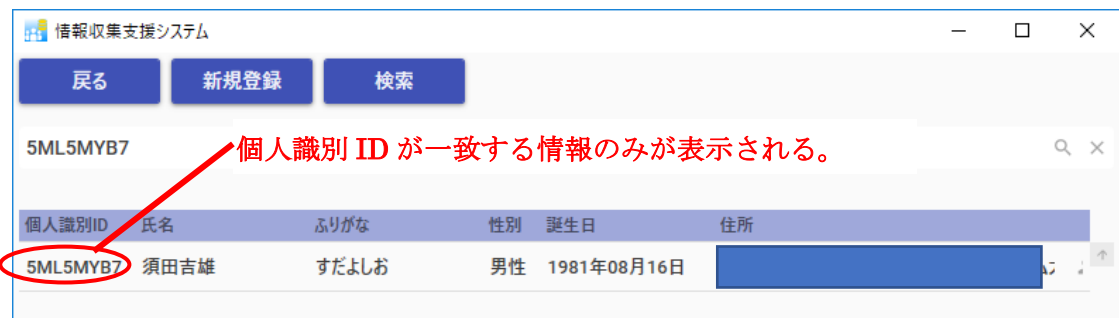 情報収集支援システム
戻る 新規登録 検索
5ML5MYB7
個人識別 ID が一致する情報のみが表示される。
個人識別ID 氏名 ふりがな 性別 誕生日 住所
5ML5MYB7 須田吉雄 すだよしお 男性 1981年08月16日